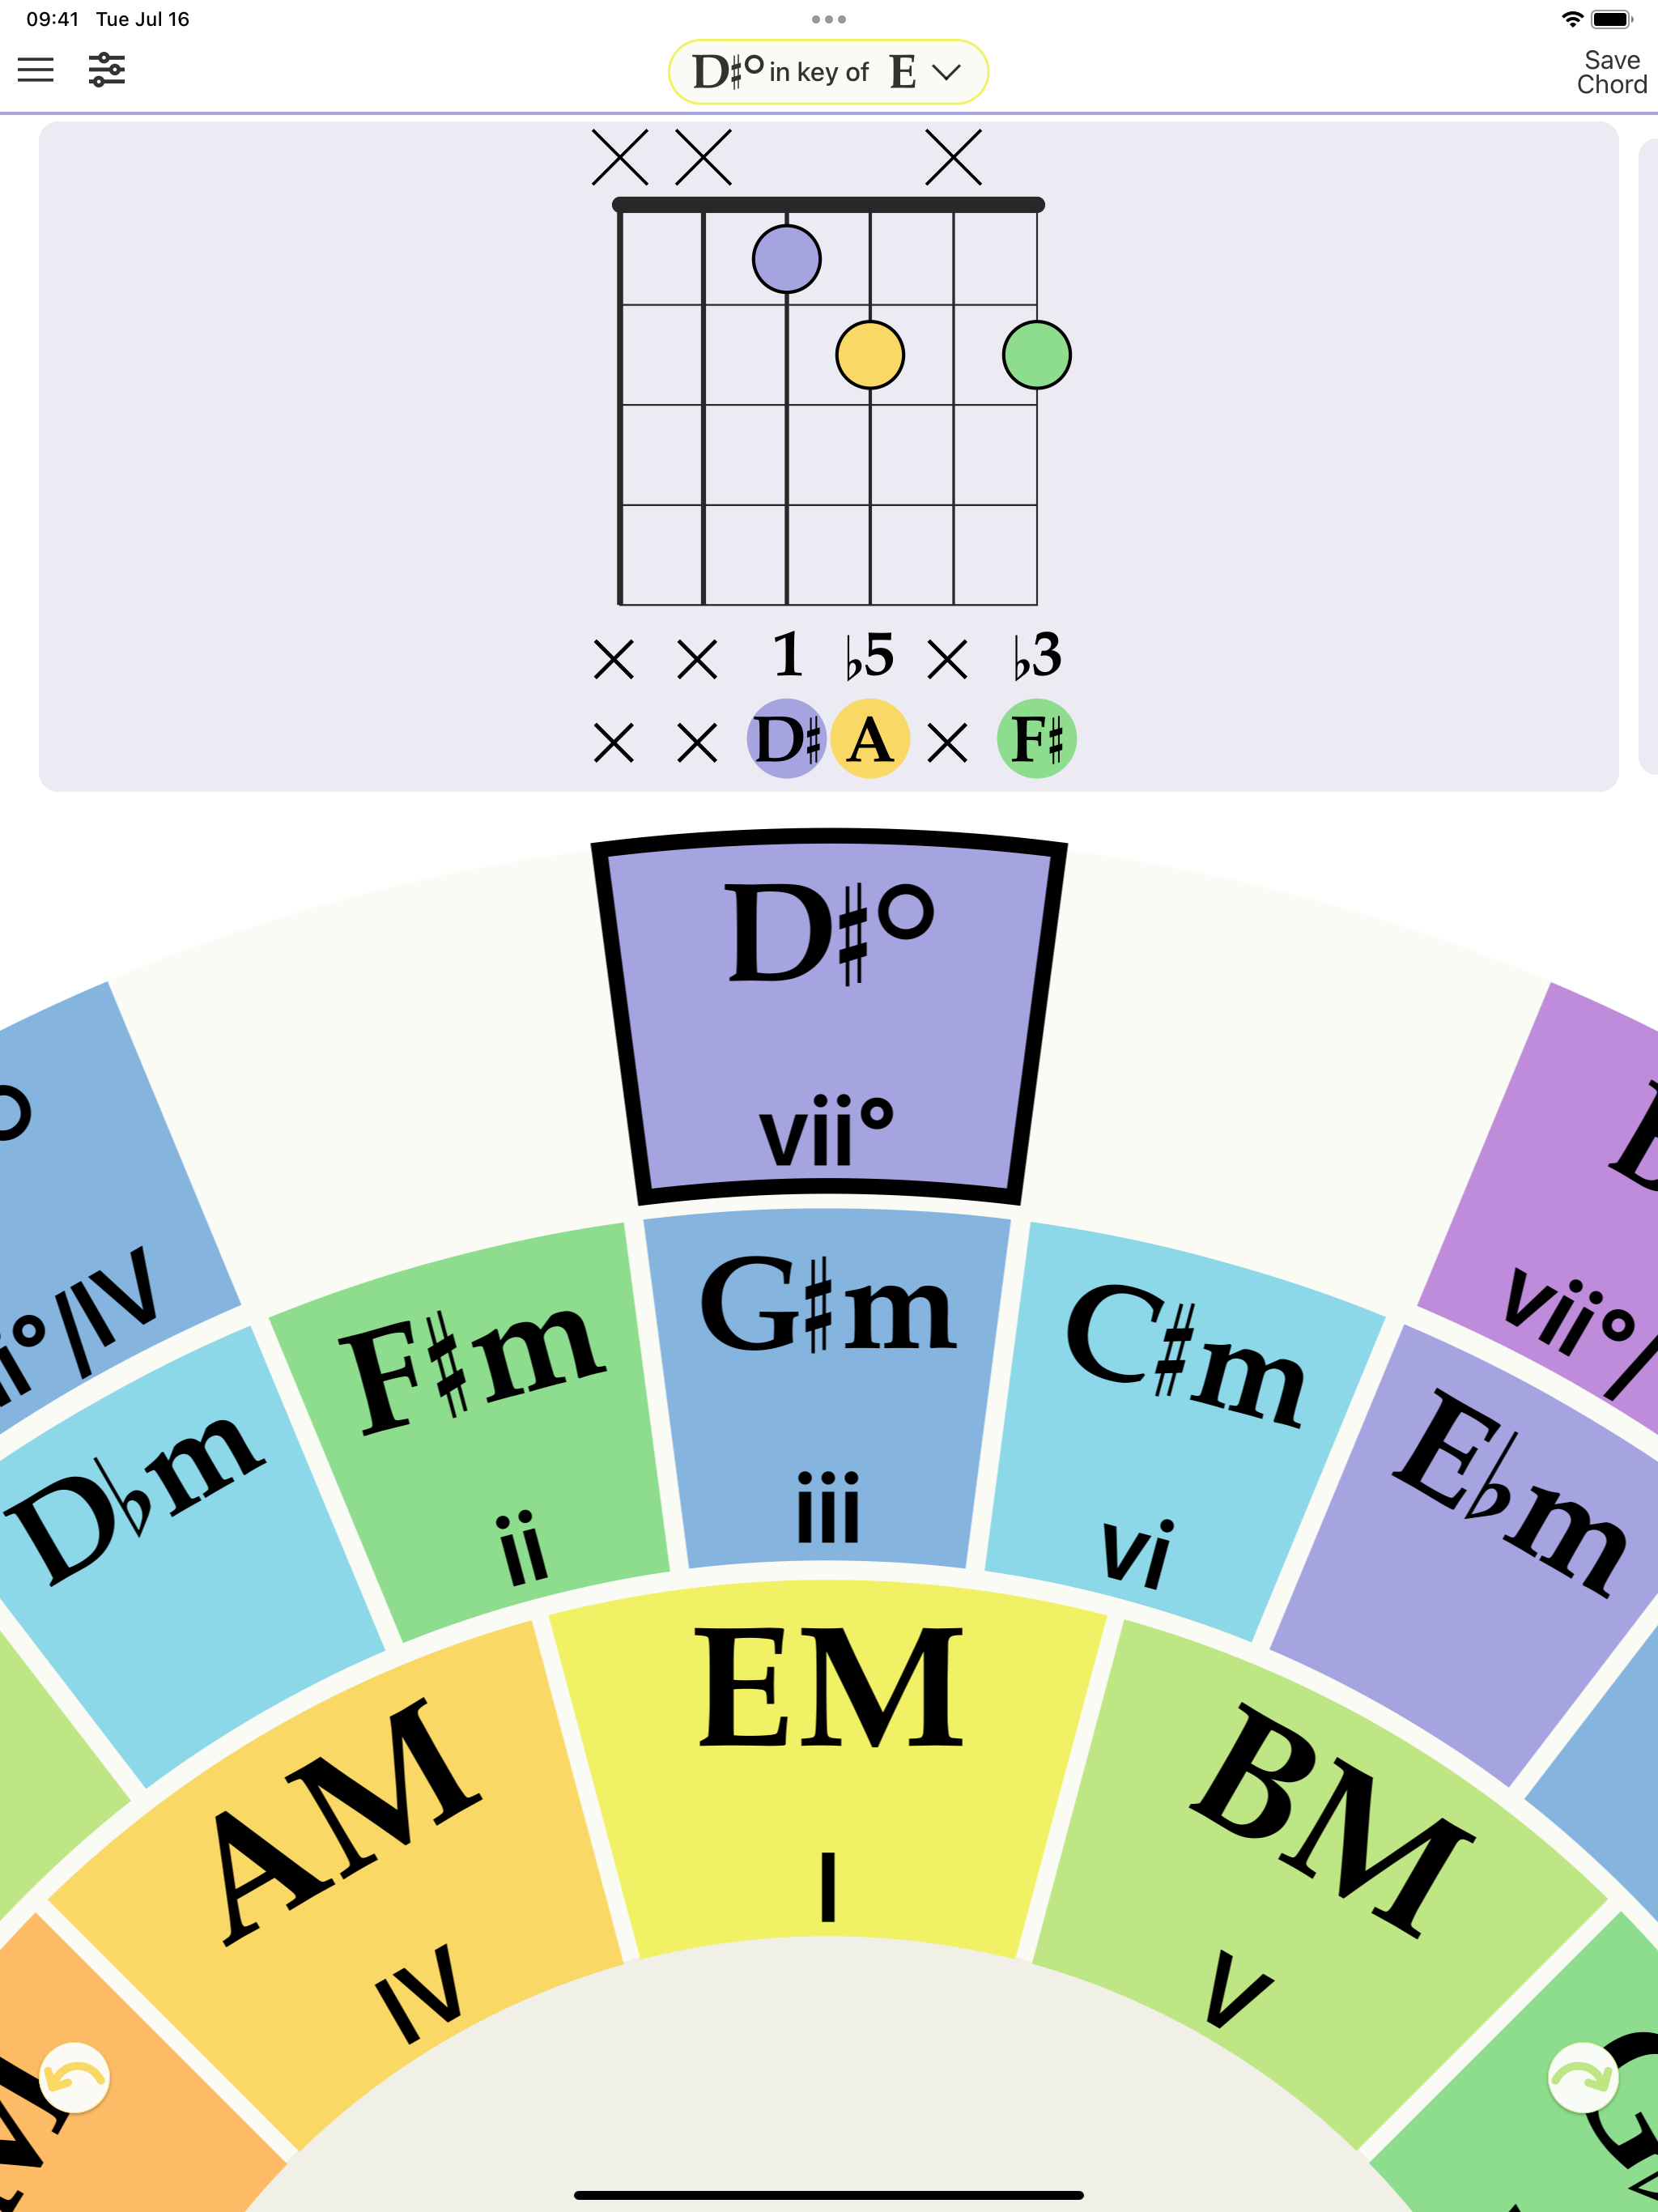 09:41 Tue Jul 16
D♯° in key of E
Save
Chord
1 ♭5 ♭3
D♯ A F♯
D♯°
vii°
vii°/
F♯m
G♯m
C♯m
D♭m
E♭m
ii
iii
vi
AM
EM
BM
IV
I
V